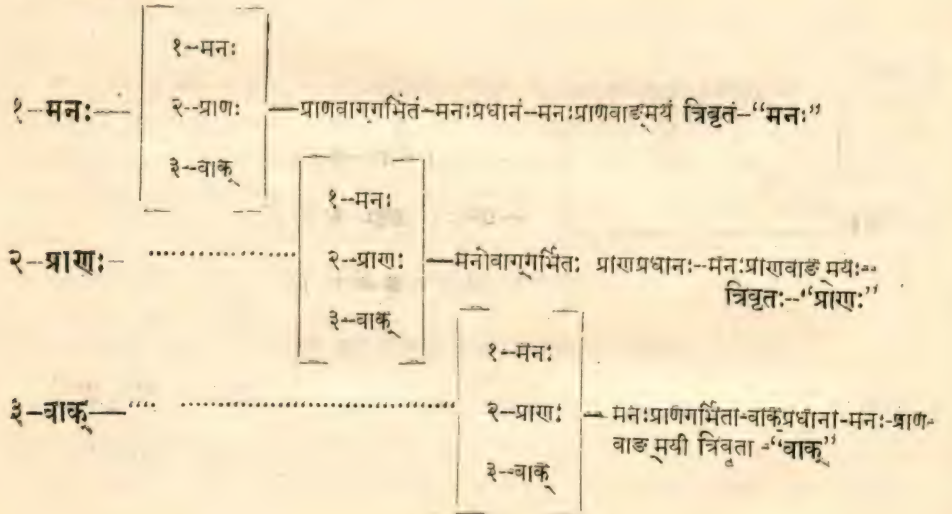 १--मनः
१--मनः-- २--प्राणः --प्राणवाग्गर्भितं-मनःप्रधानं-मनःप्राणवाङ्मयं त्रिवृतं-“मनः”
३--वाक्
१--मनः
२--प्राणः- .................. २--प्राणः --मनोवाग्गर्भितः प्राणप्रधानः--मनःप्राणवाङ्मयः--
त्रिवृतः--“प्राणः”
३--वाक्
१--मनः
३--वाक्-- .... .............................. २--प्राणः -- मनःप्राणगर्भिता-वाक्प्रधाना-मनः-प्राण-
वाङ्मयी त्रिवृता -“वाक्”
३--वाक्